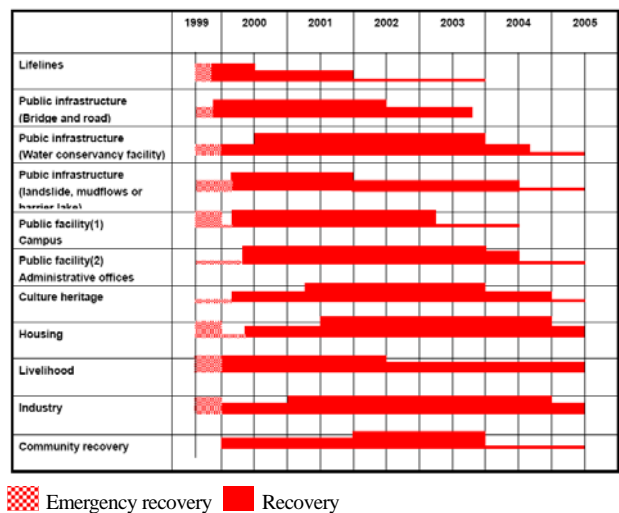 1999 2000 2001 2002 2003 2004 2005
Lifelines
Public infrastructure
(Bridge and road)
Pubic infrastructure
(Water conservancy facility)
Pubic infrastructure
(landslide, mudflows or
barrier lake)
Public facility(1)
Campus
Public facility(2)
Administrative offices
Culture heritage
Housing
Livelihood
Industry
Community recovery
Emergency recovery Recovery